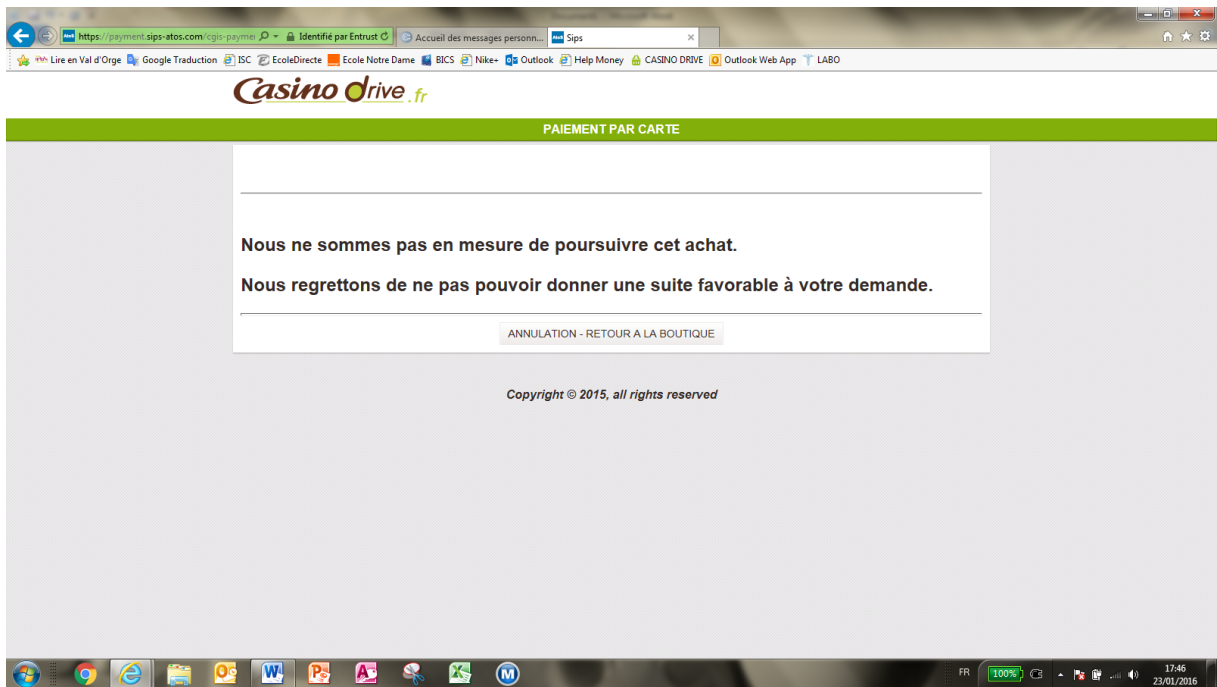 https://payment.sips-atos.com/cgis-paymei
Identifié par Entrust
Accueil des messages personn...
Sips
Lire en Val d'Orge
Google Traduction
ISC
EcoleDirecte
Ecole Notre Dame
BICS
Nike+
Outlook
Help Money
CASINO DRIVE
Outlook Web App
LABO
Casino drive.fr
PAIEMENT PAR CARTE
Nous ne sommes pas en mesure de poursuivre cet achat.
Nous regrettons de ne pas pouvoir donner une suite favorable à votre demande.
ANNULATION - RETOUR A LA BOUTIQUE
Copyright © 2015, all rights reserved
FR
100%
17:46
23/01/2016